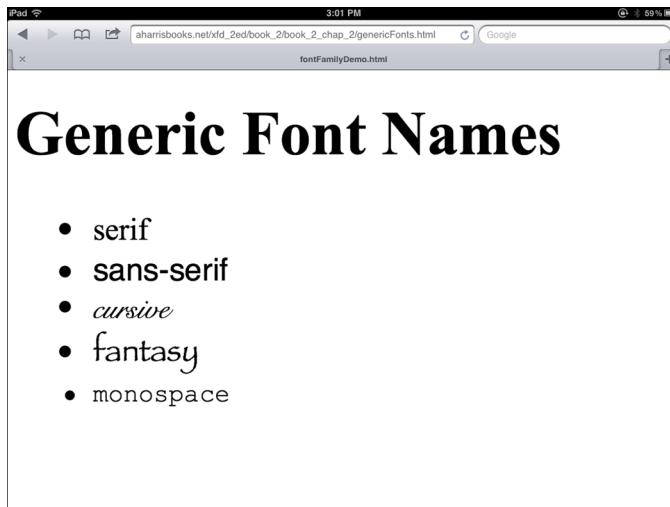 iPad 3:01 PM 59%
aharrisbooks.net/xfd_2ed/book_2/book_2_chap_2/genericFonts.html Google
× fontFamilyDemo.html +
Generic Font Names
• serif
• sans-serif
• cursive
• fantasy
• monospace